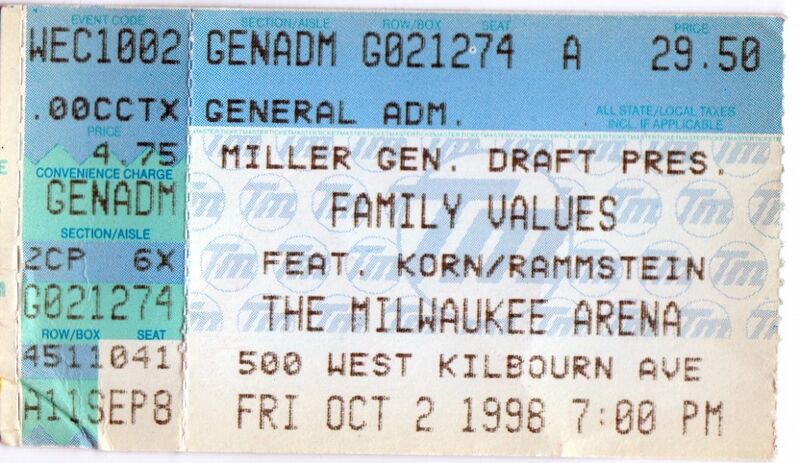 EVENT CODE SECTION/AISLE ROW/BOX SEAT PRICE
WEC1002 GENADM G021274 A 29.50
.00CCTX GENERAL ADM. ALL STATE/LOCAL TAXES
INCL. IF APPLICABLE
PRICE
4.75 MILLER GEN. DRAFT PRES.
CONVENIENCE CHARGE
GENADM FAMILY VALUES
SECTION/AISLE
ZCP 6X FEAT. KORN/RAMMSTEIN
G021274 THE MILWAUKEE ARENA
ROW/BOX SEAT
4511041 500 WEST KILBOURN AVE
A11SEP8 FRI OCT 2 1998 7:00 PM